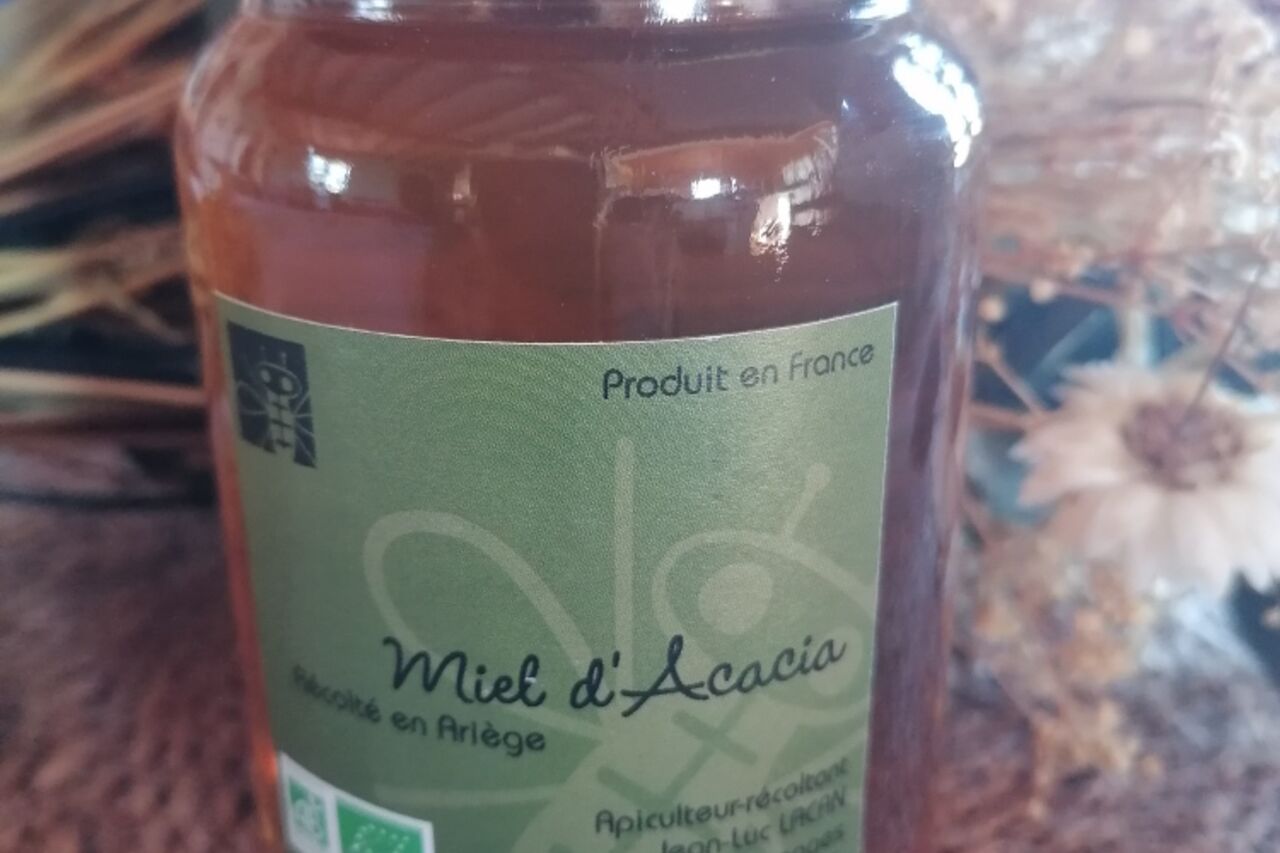 Produit en France
Miel d'Acacia
Récolté en Ariège
Apiculteur-récoltant
Jean-Luc LACAN